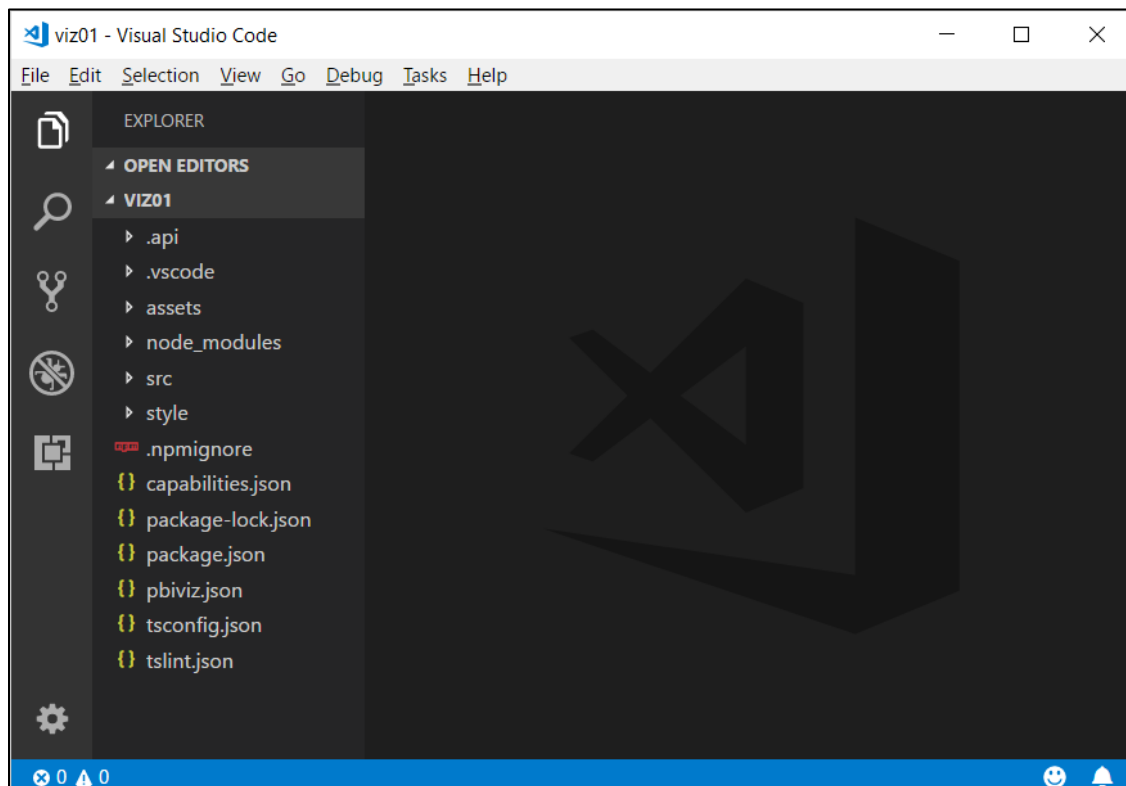 viz01 - Visual Studio Code
File Edit Selection View Go Debug Tasks Help
EXPLORER
OPEN EDITORS
VIZ01
.api
.vscode
assets
node_modules
src
style
npm .npmignore
{} capabilities.json
{} package-lock.json
{} package.json
{} pbiviz.json
{} tsconfig.json
{} tslint.json
0 0